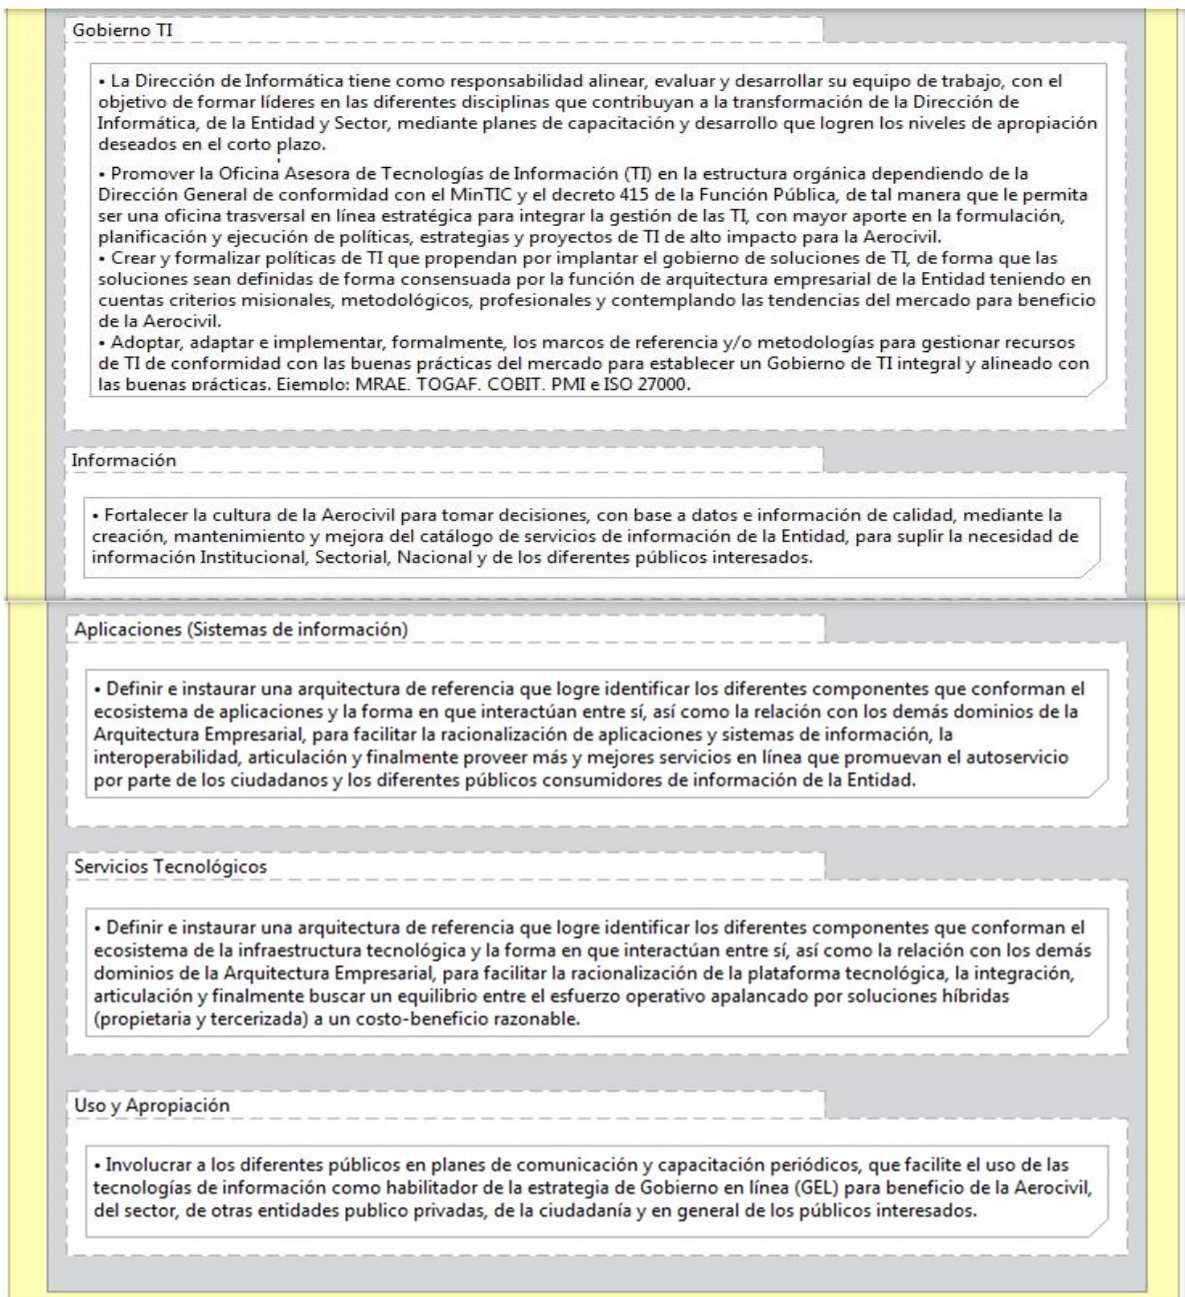 Gobierno TI
• La Dirección de Informática tiene como responsabilidad alinear, evaluar y desarrollar su equipo de trabajo, con el
objetivo de formar líderes en las diferentes disciplinas que contribuyan a la transformación de la Dirección de
Informática, de la Entidad y Sector, mediante planes de capacitación y desarrollo que logren los niveles de apropiación
deseados en el corto plazo.
• Promover la Oficina Asesora de Tecnologías de Información (TI) en la estructura orgánica dependiendo de la
Dirección General de conformidad con el MinTIC y el decreto 415 de la Función Pública, de tal manera que le permita
ser una oficina trasversal en línea estratégica para integrar la gestión de las TI, con mayor aporte en la formulación,
planificación y ejecución de políticas, estrategias y proyectos de TI de alto impacto para la Aerocivil.
• Crear y formalizar políticas de TI que propendan por implantar el gobierno de soluciones de TI, de forma que las
soluciones sean definidas de forma consensuada por la función de arquitectura empresarial de la Entidad teniendo en
cuentas criterios misionales, metodológicos, profesionales y contemplando las tendencias del mercado para beneficio
de la Aerocivil.
• Adoptar, adaptar e implementar, formalmente, los marcos de referencia y/o metodologías para gestionar recursos
de TI de conformidad con las buenas prácticas del mercado para establecer un Gobierno de TI integral y alineado con
las buenas prácticas. Ejemplo: MRAE, TOGAF, COBIT, PMI e ISO 27000.
Información
• Fortalecer la cultura de la Aerocivil para tomar decisiones, con base a datos e información de calidad, mediante la
creación, mantenimiento y mejora del catálogo de servicios de información de la Entidad, para suplir la necesidad de
información Institucional, Sectorial, Nacional y de los diferentes públicos interesados.
Aplicaciones (Sistemas de información)
• Definir e instaurar una arquitectura de referencia que logre identificar los diferentes componentes que conforman el
ecosistema de aplicaciones y la forma en que interactúan entre sí, así como la relación con los demás dominios de la
Arquitectura Empresarial, para facilitar la racionalización de aplicaciones y sistemas de información, la
interoperabilidad, articulación y finalmente proveer más y mejores servicios en línea que promuevan el autoservicio
por parte de los ciudadanos y los diferentes públicos consumidores de información de la Entidad.
Servicios Tecnológicos
• Definir e instaurar una arquitectura de referencia que logre identificar los diferentes componentes que conforman el
ecosistema de la infraestructura tecnológica y la forma en que interactúan entre sí, así como la relación con los demás
dominios de la Arquitectura Empresarial, para facilitar la racionalización de la plataforma tecnológica, la integración,
articulación y finalmente buscar un equilibrio entre el esfuerzo operativo apalancado por soluciones híbridas
(propietaria y tercerizada) a un costo-beneficio razonable.
Uso y Apropiación
• Involucrar a los diferentes públicos en planes de comunicación y capacitación periódicos, que facilite el uso de las
tecnologías de información como habilitador de la estrategia de Gobierno en línea (GEL) para beneficio de la Aerocivil,
del sector, de otras entidades publico privadas, de la ciudadanía y en general de los públicos interesados.